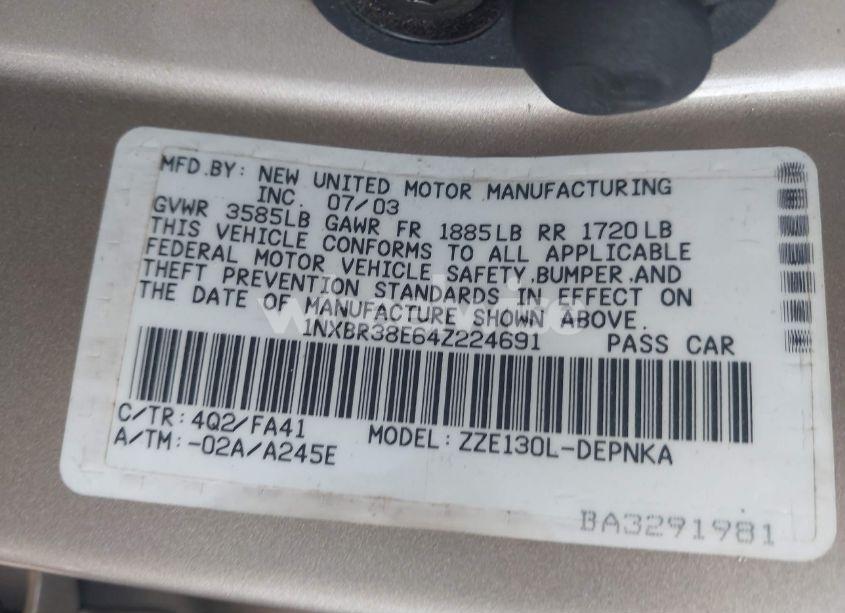 MFD.BY: NEW UNITED MOTOR MANUFACTURING
INC. 07/03
GVWR 3585LB GAWR FR 1885LB RR 1720LB
THIS VEHICLE CONFORMS TO ALL APPLICABLE
FEDERAL MOTOR VEHICLE SAFETY,BUMPER,AND
THEFT PREVENTION STANDARDS IN EFFECT ON
THE DATE OF MANUFACTURE SHOWN ABOVE.
1NXBR38E64Z224691 PASS CAR
C/TR: 4Q2/FA41
A/TM: -02A/A245E MODEL: ZZE130L-DEPNKA
BA3291981